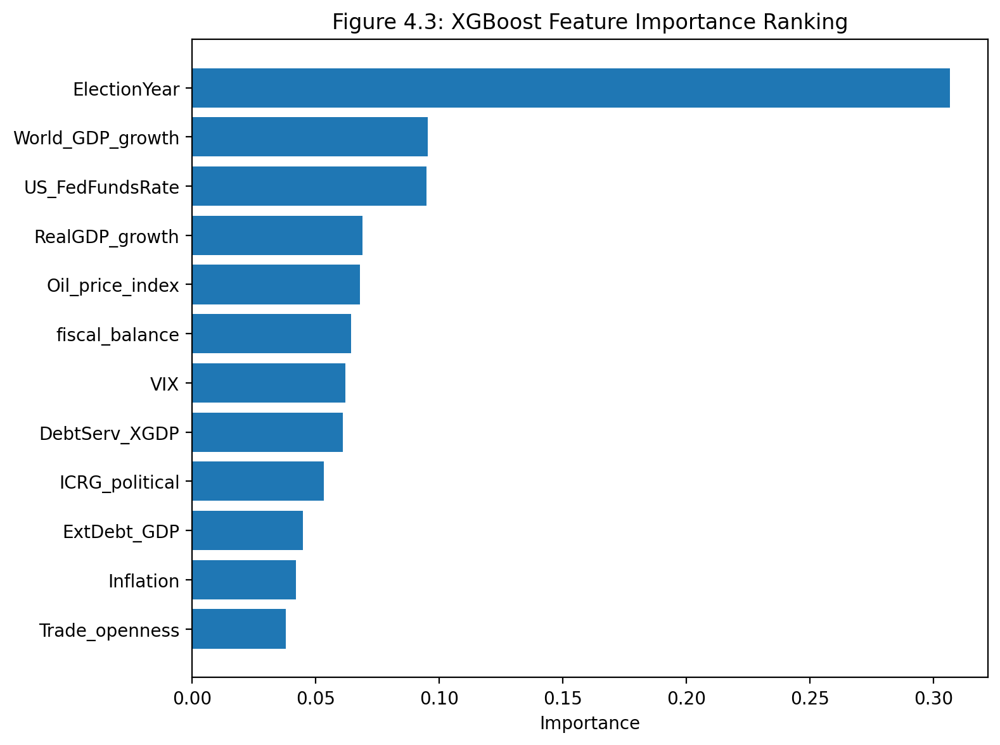 Figure 4.3: XGBoost Feature Importance Ranking
ElectionYear
World_GDP_growth
US_FedFundsRate
RealGDP_growth
Oil_price_index
fiscal_balance
VIX
DebtServ_XGDP
ICRG_political
ExtDebt_GDP
Inflation
Trade_openness
0.00 0.05 0.10 0.15 0.20 0.25 0.30
Importance